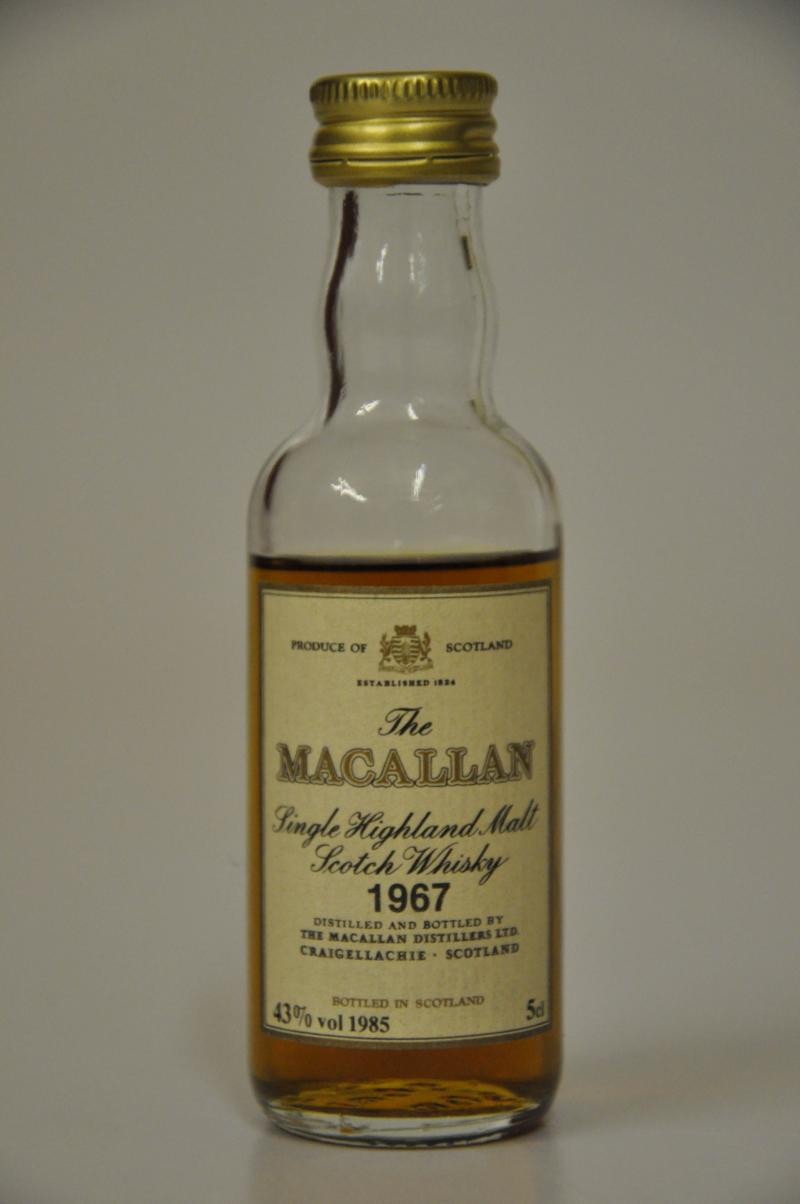 PRODUCE OF SCOTLAND
ESTABLISHED 1824
The
MACALLAN
Single Highland Malt
Scotch Whisky
1967
DISTILLED AND BOTTLED BY
THE MACALLAN DISTILLERS LTD.
CRAIGELLACHIE · SCOTLAND
BOTTLED IN SCOTLAND
43% vol 1985 5cl